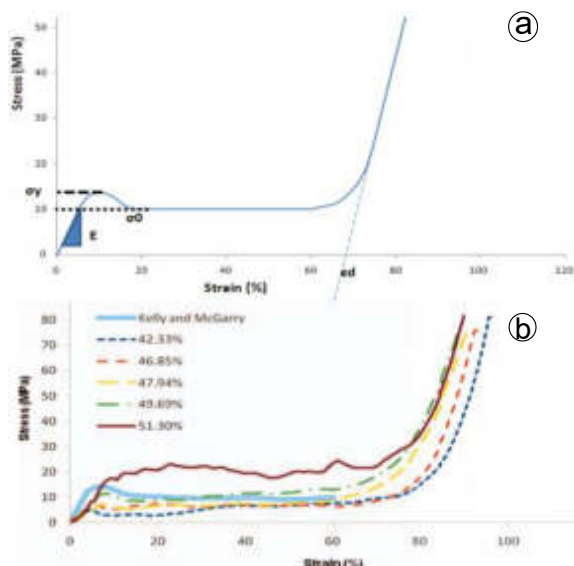 ⓐ
Stress (MPa)
50
40
30
20
10
0
σy
σ0
E
εd
0 20 40 60 80 100 120
Strain (%)
ⓑ
Stress (MPa)
80
70
60
50
40
30
20
10
0
Kelly and McGarry
42.33%
46.85%
47.94%
49.69%
51.30%
0 20 40 60 80 100
Strain (%)